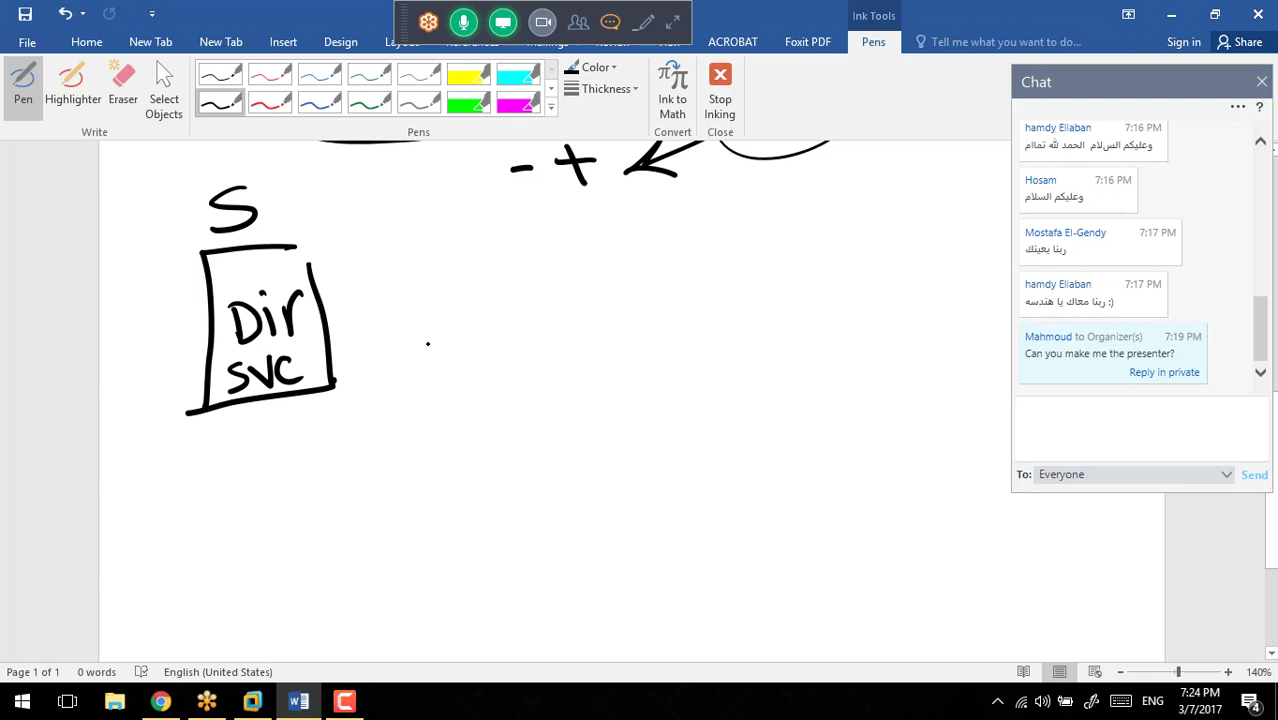 Ink Tools
File
Home
New Tab
New Tab
Insert
Design
ACROBAT
Foxit PDF
Pens
Tell me what you want to do...
Sign in
Share
Pen
Highlighter
Eraser
Select Objects
Color
Thickness
Ink to Math
Stop Inking
Write
Pens
Convert
Close
- +
S
Dir
SVC
Chat
hamdy Ellaban 7:16 PM
وعليكم السلام الحمد لله تماام
Hosam 7:16 PM
وعليكم السلام
Mostafa El-Gendy 7:17 PM
ربنا يعينك
hamdy Ellaban 7:17 PM
ربنا معاك يا هندسه :)
Mahmoud to Organizer(s) 7:19 PM
Can you make me the presenter?
Reply in private
To: Everyone
Send
Page 1 of 1 0 words English (United States) 140%
ENG 7:24 PM
3/7/2017
4